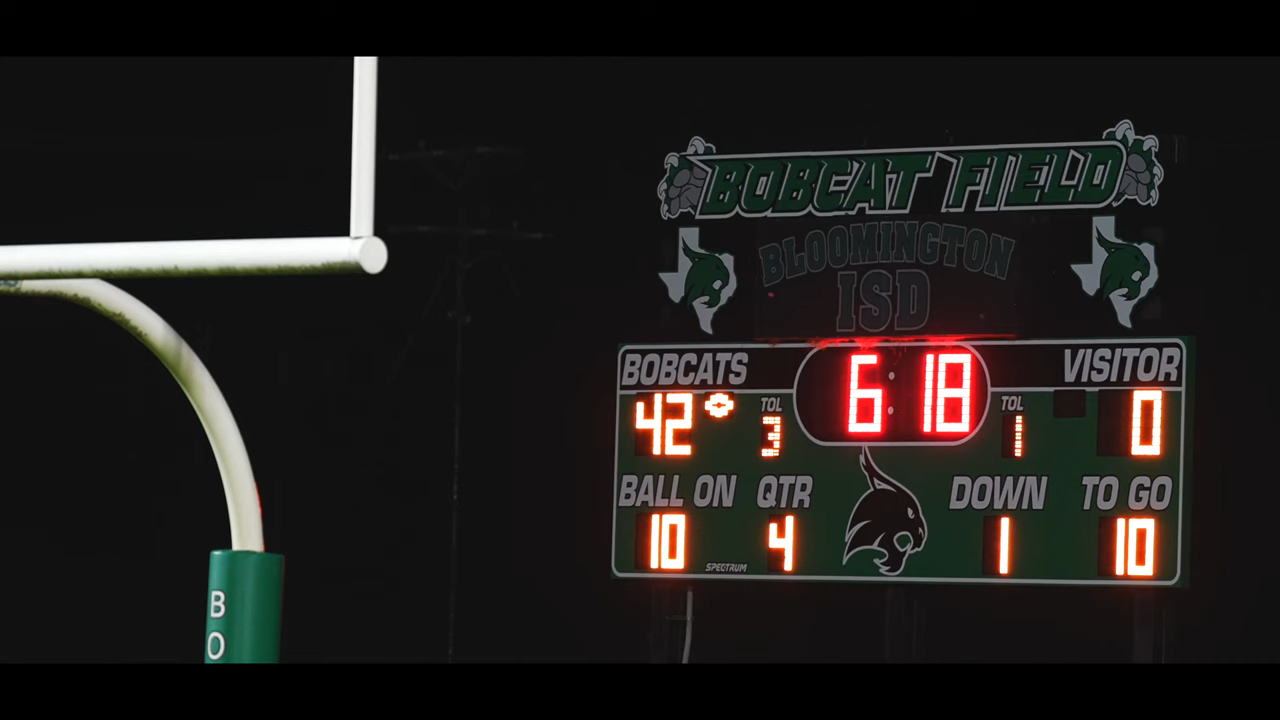 BOBCAT FIELD
BLOOMINGTON
ISD
BOBCATS 6:18 VISITOR
42 TOL 3 TOL 1 0
BALL ON QTR DOWN TO GO
10 4 1 10
SPECTRUM
B
O